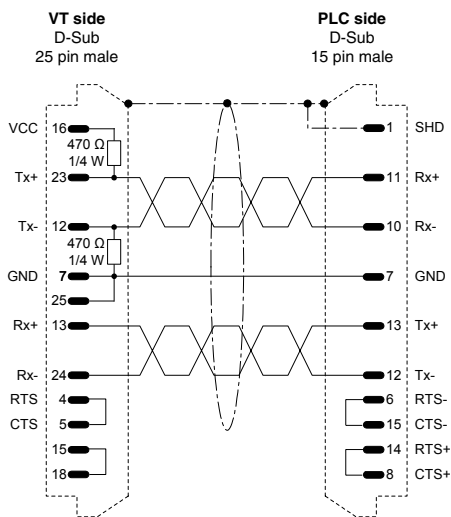 VT side
D-Sub
25 pin male
PLC side
D-Sub
15 pin male
VCC 16
470 Ω
1/4 W
Tx+ 23
Tx- 12
470 Ω
1/4 W
GND 7
25
Rx+ 13
Rx- 24
RTS 4
CTS 5
15
18
1 SHD
11 Rx+
10 Rx-
7 GND
13 Tx+
12 Tx-
6 RTS-
15 CTS-
14 RTS+
8 CTS+